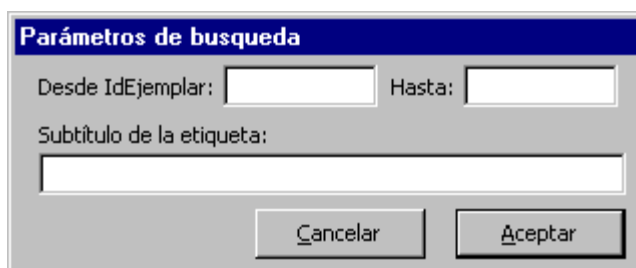 Parámetros de busqueda
Desde IdEjemplar: Hasta:
Subtítulo de la etiqueta:
Cancelar Aceptar